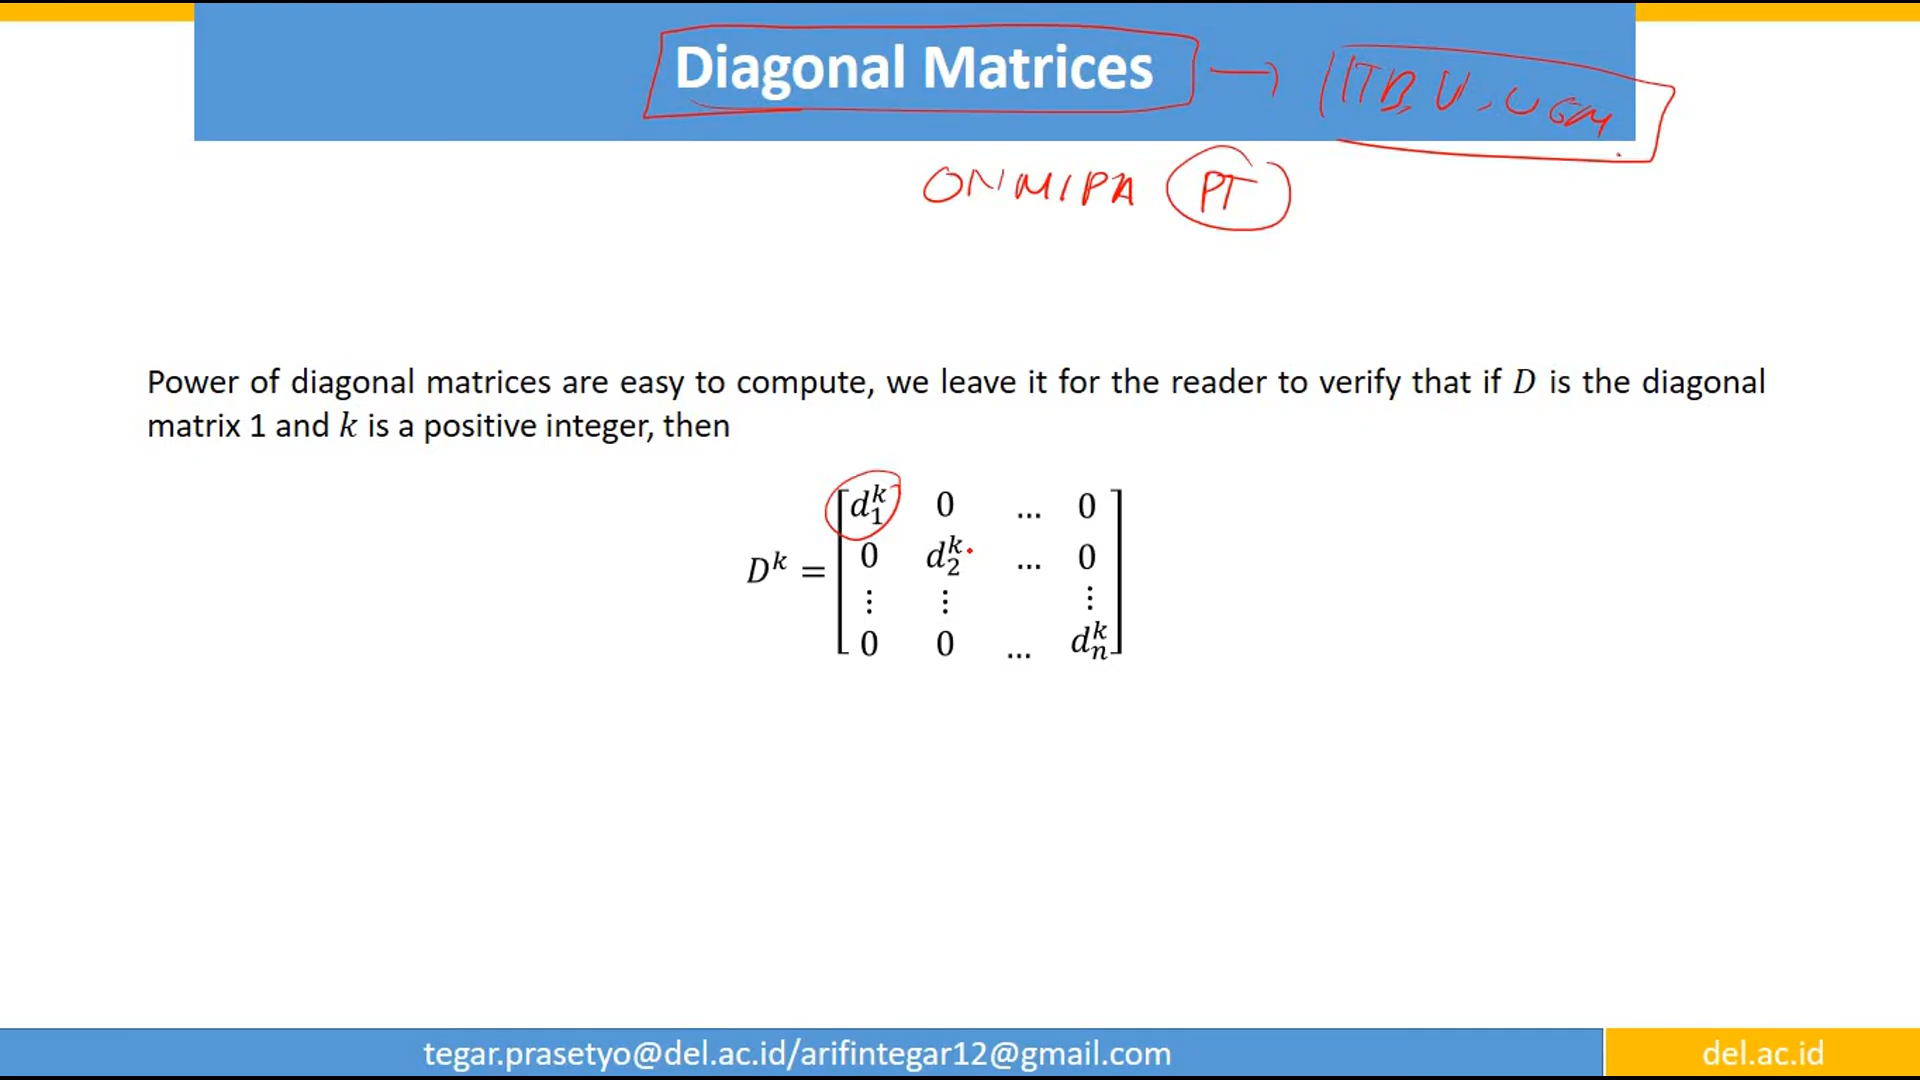 Diagonal Matrices
ITB, UI, UGM
ONMIPA PT
Power of diagonal matrices are easy to compute, we leave it for the reader to verify that if D is the diagonal
matrix 1 and k is a positive integer, then
D^k = [ d_1^k 0 ... 0
0 d_2^k ... 0
⋮ ⋮ ⋮
0 0 ... d_n^k ]
tegar.prasetyo@del.ac.id/arifintegar12@gmail.com
del.ac.id